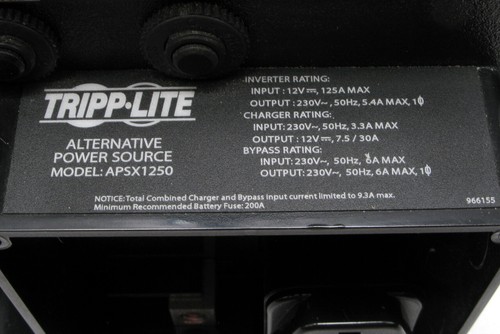 TRIPP·LITE
ALTERNATIVE
POWER SOURCE
MODEL: APSX1250
INVERTER RATING:
INPUT : 12V⎓, 125A MAX
OUTPUT : 230V~, 50Hz, 5.4A MAX, 1ϕ
CHARGER RATING:
INPUT: 230V~, 50Hz, 3.3A MAX
OUTPUT : 12V⎓, 7.5 / 30A
BYPASS RATING:
INPUT: 230V~, 50Hz, 6A MAX
OUTPUT: 230V~, 50Hz, 6A MAX, 1ϕ
NOTICE: Total Combined Charger and Bypass input current limited to 9.3A max.
Minimum Recommended Battery Fuse: 200A
966155